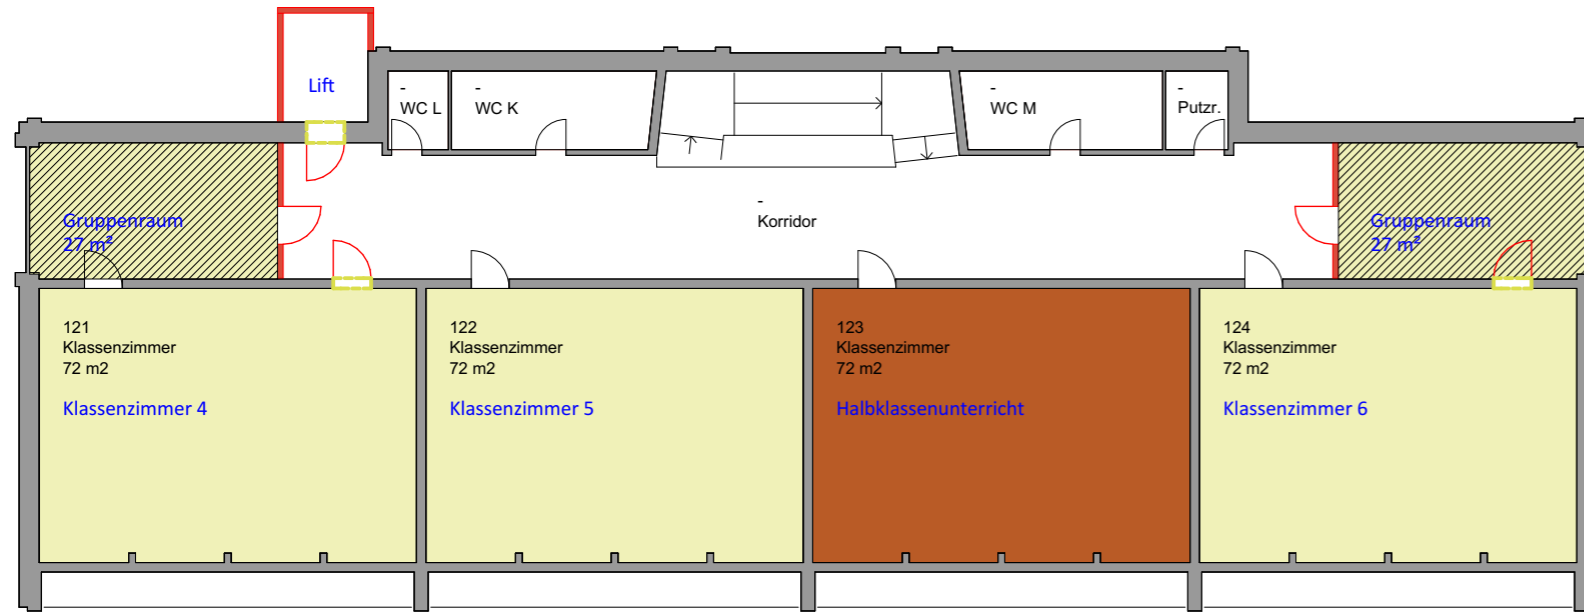 Lift
-
WC L
-
WC K
-
WC M
-
Putzr.
Gruppenraum
27 m²
-
Korridor
Gruppenraum
27 m²
121
Klassenzimmer
72 m2
Klassenzimmer 4
122
Klassenzimmer
72 m2
Klassenzimmer 5
123
Klassenzimmer
72 m2
Halbklassenunterricht
124
Klassenzimmer
72 m2
Klassenzimmer 6